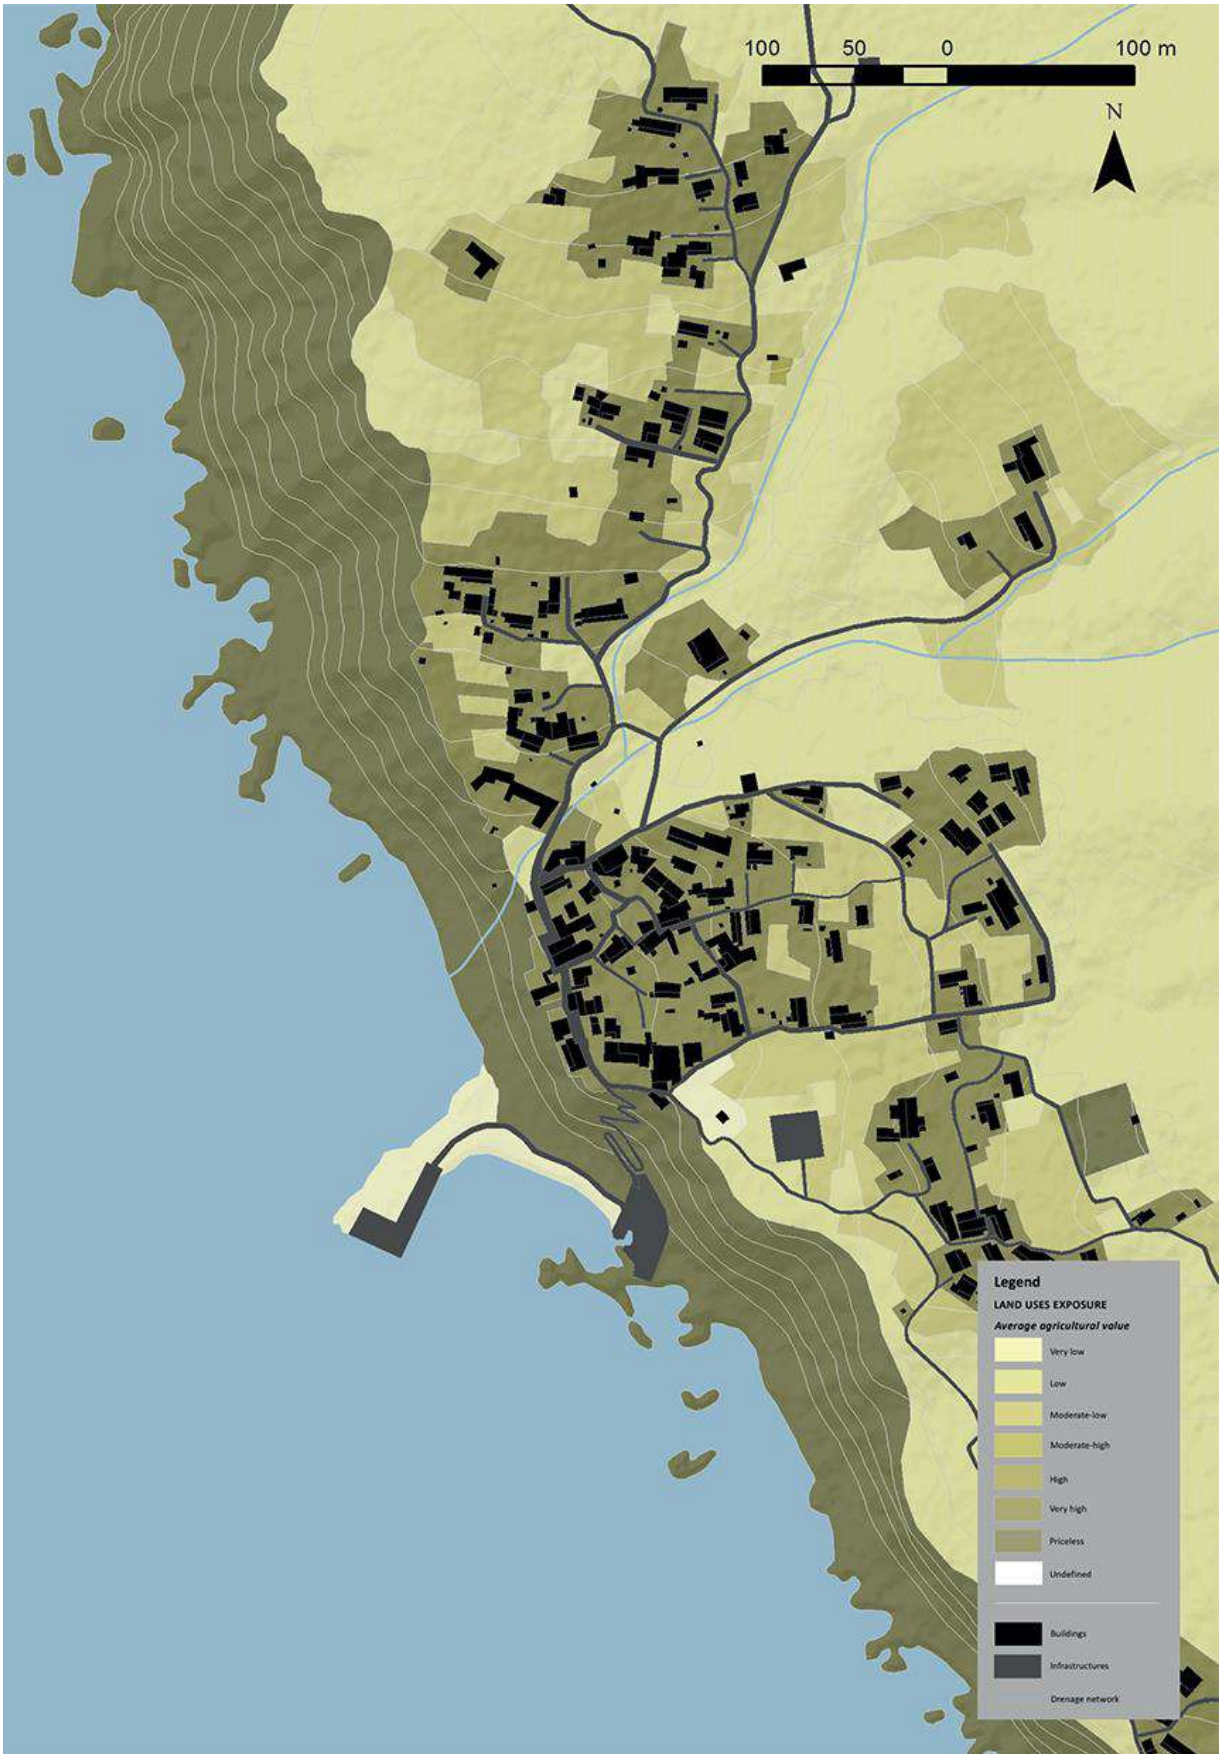 100 50 0 100 m
N
Legend
LAND USES EXPOSURE
Average agricultural value
Very low
Low
Moderate-low
Moderate-high
High
Very high
Priceless
Undefined
Buildings
Infrastructures
Drenage network